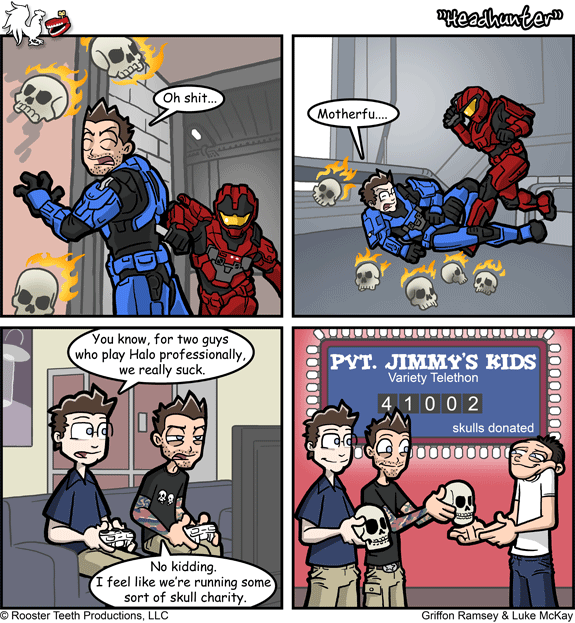 "Headhunter"
Oh shit...
Motherfu....
You know, for two guys
who play Halo professionally,
we really suck.
No kidding.
I feel like we're running some
sort of skull charity.
PVT. JIMMY'S KIDS
Variety Telethon
41002
skulls donated
© Rooster Teeth Productions, LLC
Griffon Ramsey & Luke McKay